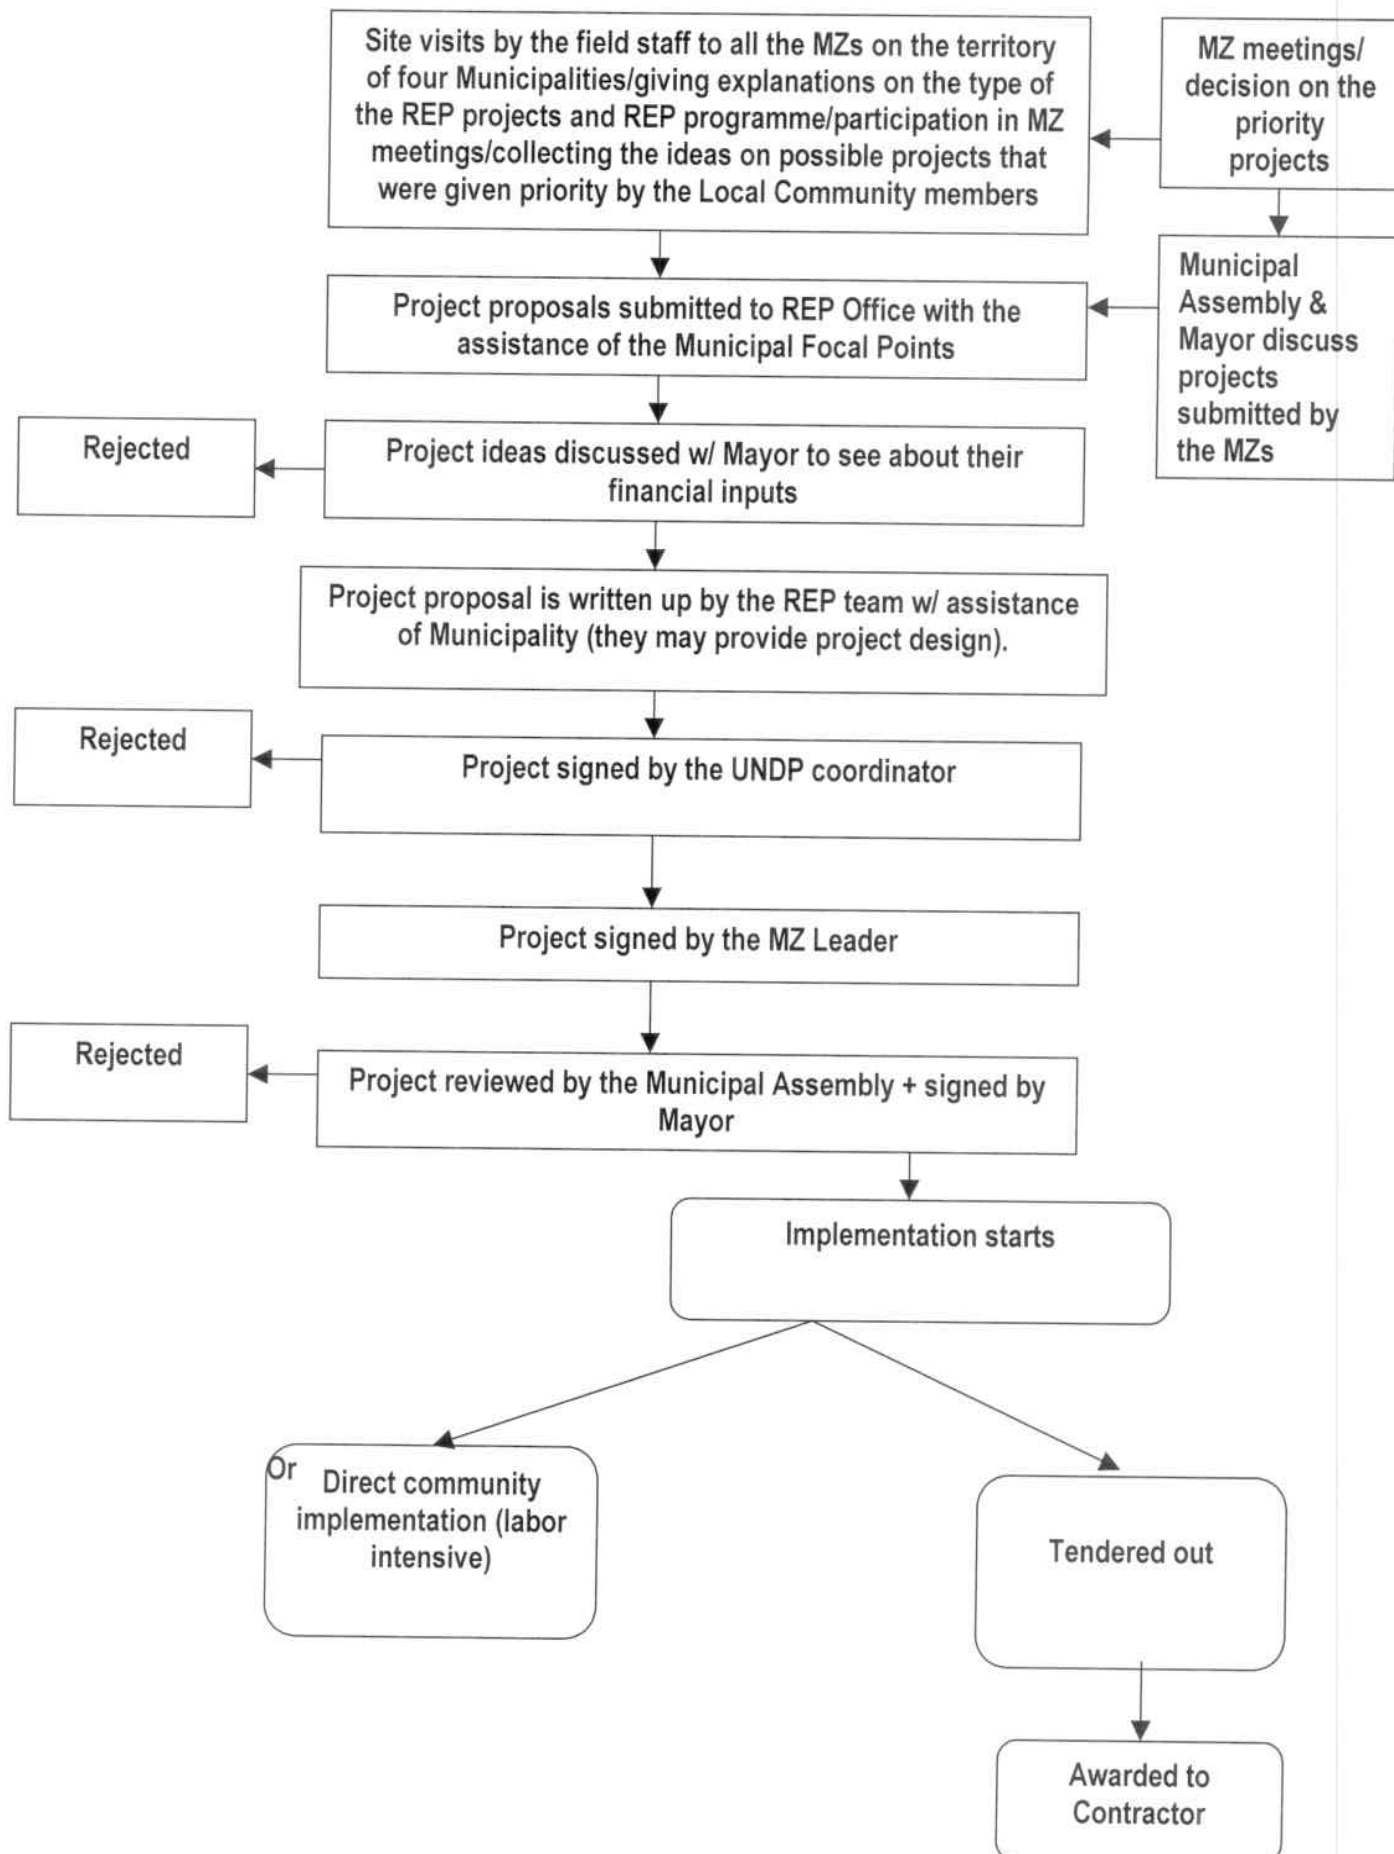 Site visits by the field staff to all the MZs on the territory
of four Municipalities/giving explanations on the type of
the REP projects and REP programme/participation in MZ
meetings/collecting the ideas on possible projects that
were given priority by the Local Community members
MZ meetings/
decision on the
priority
projects
Project proposals submitted to REP Office with the
assistance of the Municipal Focal Points
Municipal
Assembly &
Mayor discuss
projects
submitted by
the MZs
Rejected
Project ideas discussed w/ Mayor to see about their
financial inputs
Project proposal is written up by the REP team w/ assistance
of Municipality (they may provide project design).
Rejected
Project signed by the UNDP coordinator
Project signed by the MZ Leader
Rejected
Project reviewed by the Municipal Assembly + signed by
Mayor
Implementation starts
Or
Direct community
implementation (labor
intensive)
Tendered out
Awarded to
Contractor